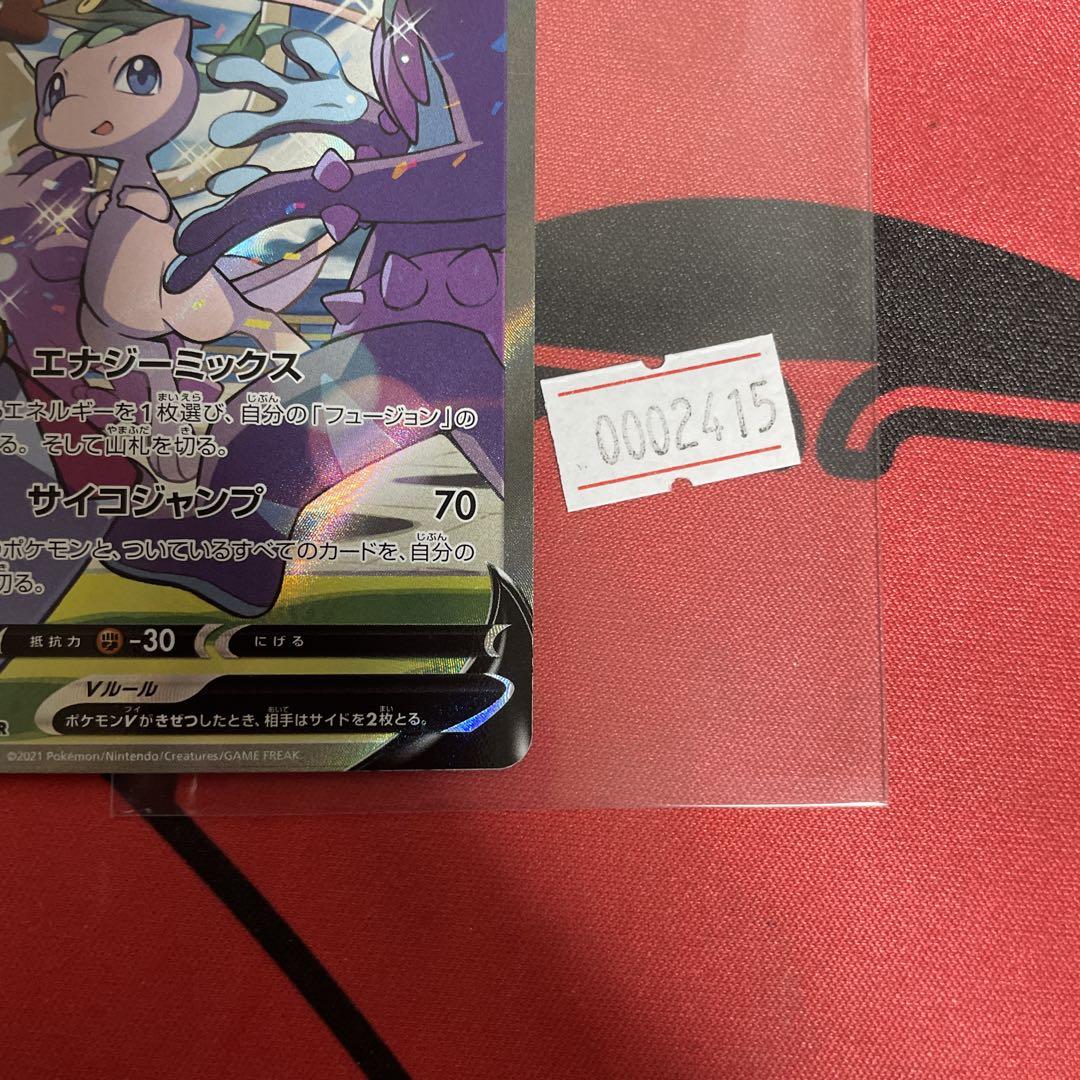 エナジーミックス
エネルギーを1枚選び、自分の「フュージョン」の
る。そして山札を切る。
サイコジャンプ 70
ポケモンと、ついているすべてのカードを、自分の
切る。
抵抗力 -30 にげる
Vルール
ポケモンVがきぜつしたとき、相手はサイドを2枚とる。
R
©2021 Pokémon/Nintendo/Creatures/GAME FREAK.
0002415